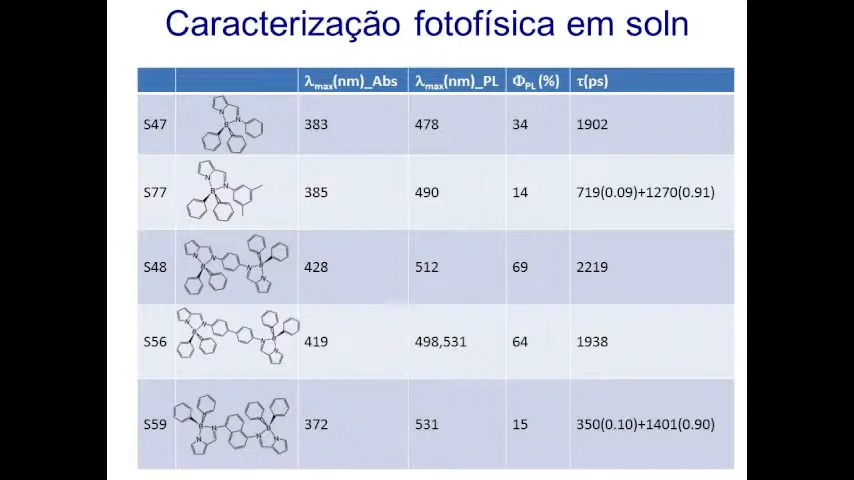 Caracterização fotofísica em soln
λmax(nm)_Abs λmax(nm)_PL ΦPL (%) τ(ps)
S47 383 478 34 1902
S77 385 490 14 719(0.09)+1270(0.91)
S48 428 512 69 2219
S56 419 498,531 64 1938
S59 372 531 15 350(0.10)+1401(0.90)